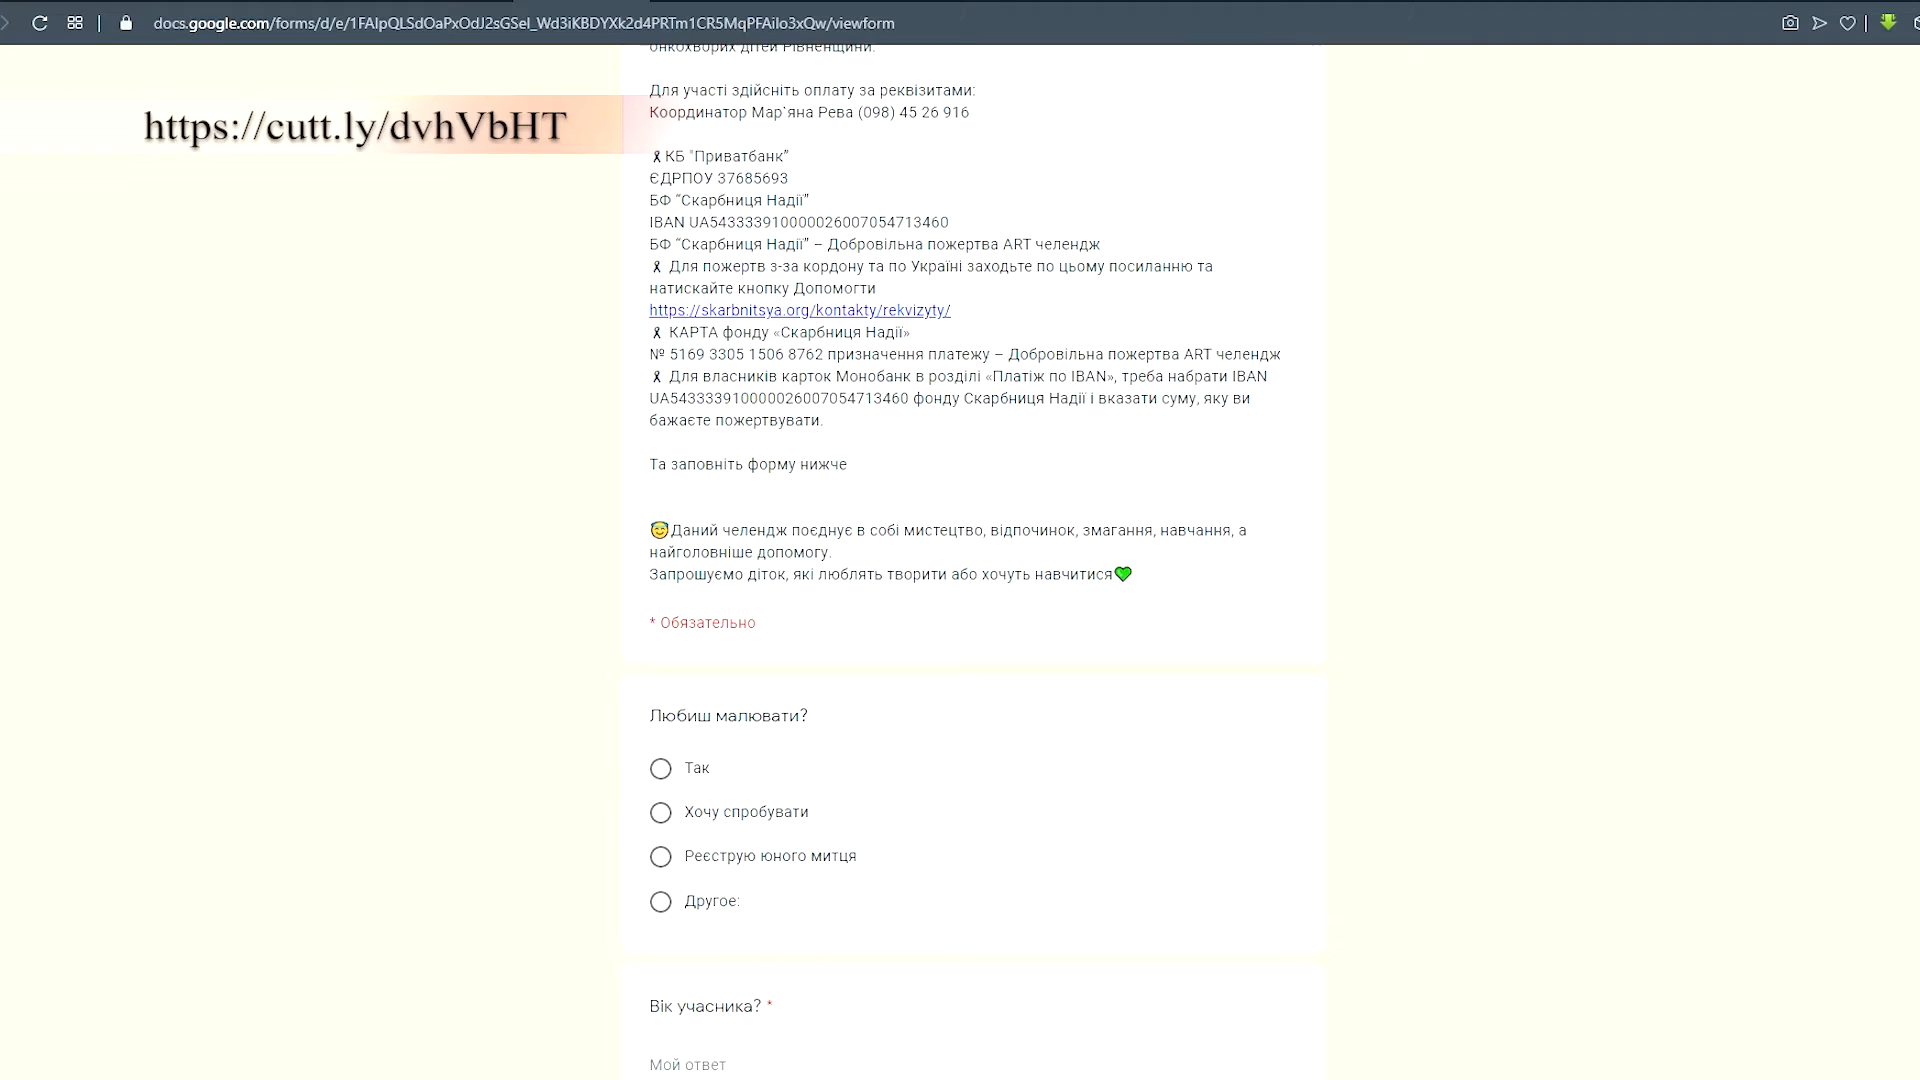 docs.google.com/forms/d/e/1FAIpQLSdOaPxOdJ2sGSeI_Wd3iKBDYXk2d4PRTm1CR5MqPFAilo3xQw/viewform
онкохворих дітей Рівненщини.
https://cutt.ly/dvhVbHT
Для участі здійсніть оплату за реквізитами:
Координатор Мар`яна Рева (098) 45 26 916
🎗КБ "Приватбанк”
ЄДРПОУ 37685693
БФ “Скарбниця Надії”
IBAN UA543333910000026007054713460
БФ “Скарбниця Надії” – Добровільна пожертва ART челендж
🎗 Для пожертв з-за кордону та по Україні заходьте по цьому посиланню та
натискайте кнопку Допомогти
https://skarbnitsya.org/kontakty/rekvizyty/
🎗 КАРТА фонду «Скарбниця Надії»
№ 5169 3305 1506 8762 призначення платежу – Добровільна пожертва ART челендж
🎗 Для власників карток Монобанк в розділі «Платіж по IBAN», треба набрати IBAN
UA543333910000026007054713460 фонду Скарбниця Надії і вказати суму, яку ви
бажаєте пожертвувати.
Та заповніть форму нижче
😇Даний челендж поєднує в собі мистецтво, відпочинок, змагання, навчання, а
найголовніше допомогу.
Запрошуємо діток, які люблять творити або хочуть навчитися💚
* Обязательно
Любиш малювати?
Так
Хочу спробувати
Реєструю юного митця
Другое:
Вік учасника? *
Мой ответ